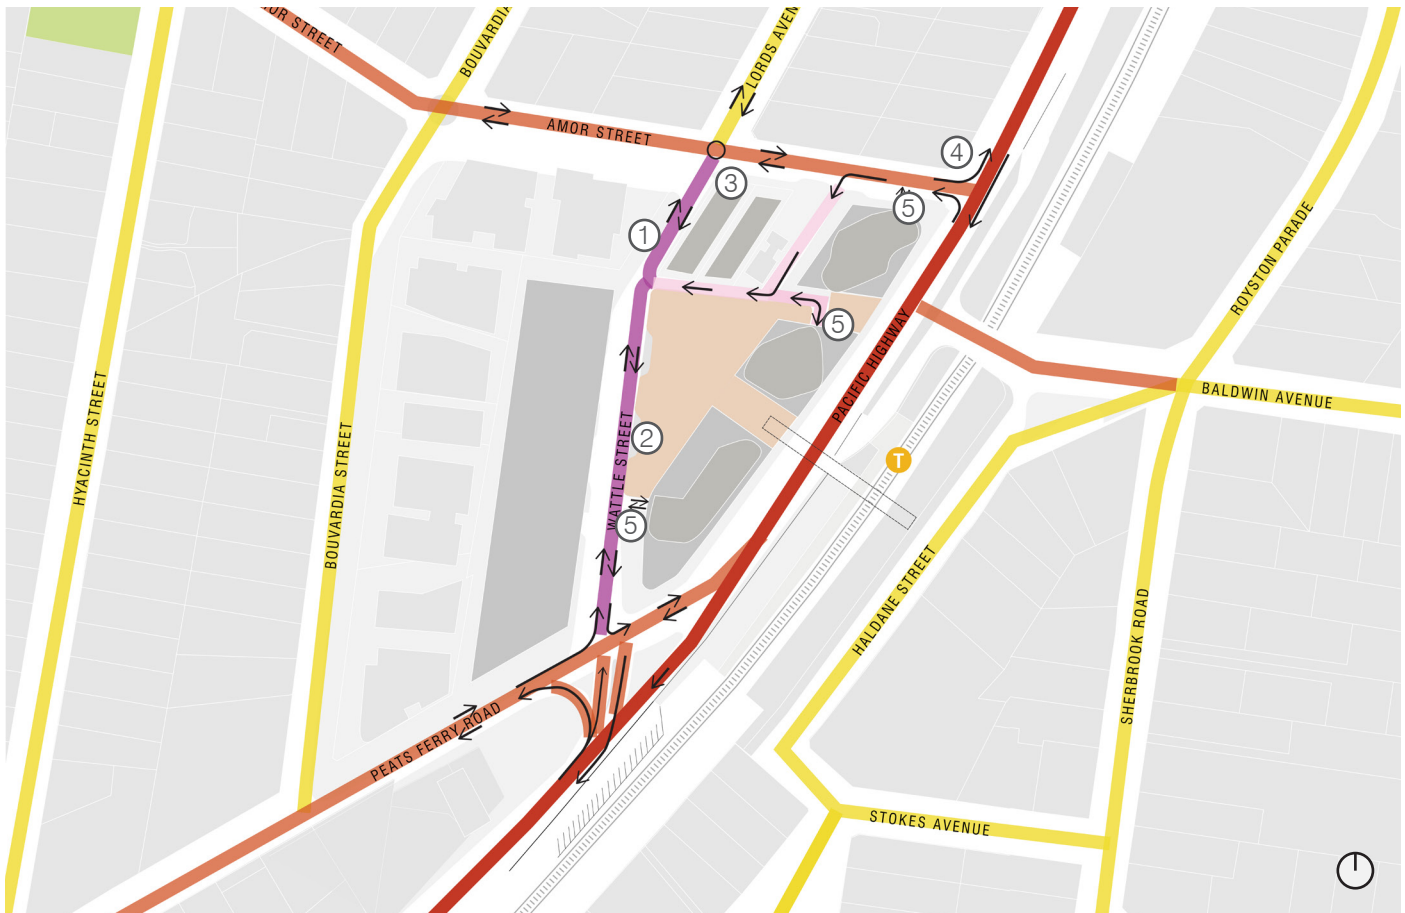 OR STREET
BOUVARDIA
LORDS AVEN
AMOR STREET
4
3
5
1
ROYSTON PARADE
5
PACIFIC HIGHWAY
BALDWIN AVENUE
HYACINTH STREET
BOUVARDIA STREET
WATTLE STREET
2
T
5
HALDANE STREET
SHERBROOK ROAD
PEATS FERRY ROAD
STOKES AVENUE